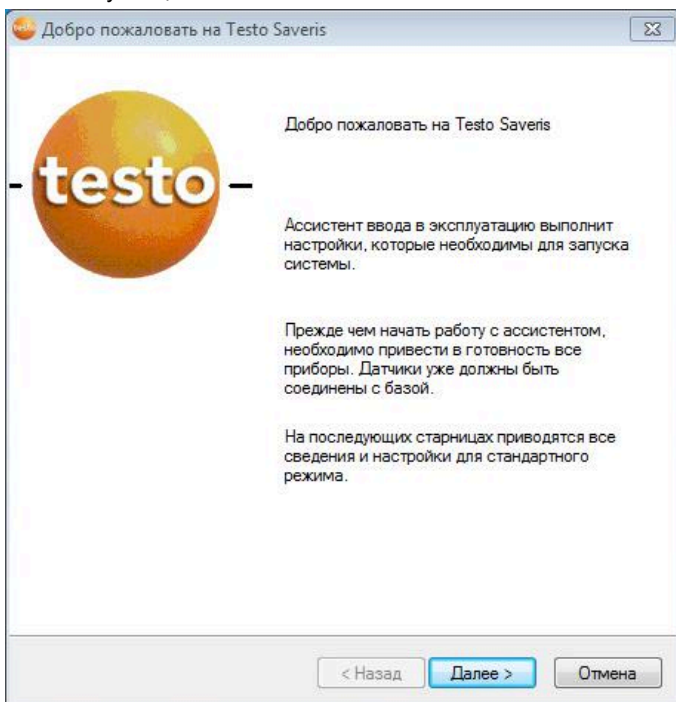 Добро пожаловать на Testo Saveris
Добро пожаловать на Testo Saveris
testo
Ассистент ввода в эксплуатацию выполнит
настройки, которые необходимы для запуска
системы.
Прежде чем начать работу с ассистентом,
необходимо привести в готовность все
приборы. Датчики уже должны быть
соединены с базой.
На последующих старницах приводятся все
сведения и настройки для стандартного
режима.
< Назад
Далее >
Отмена